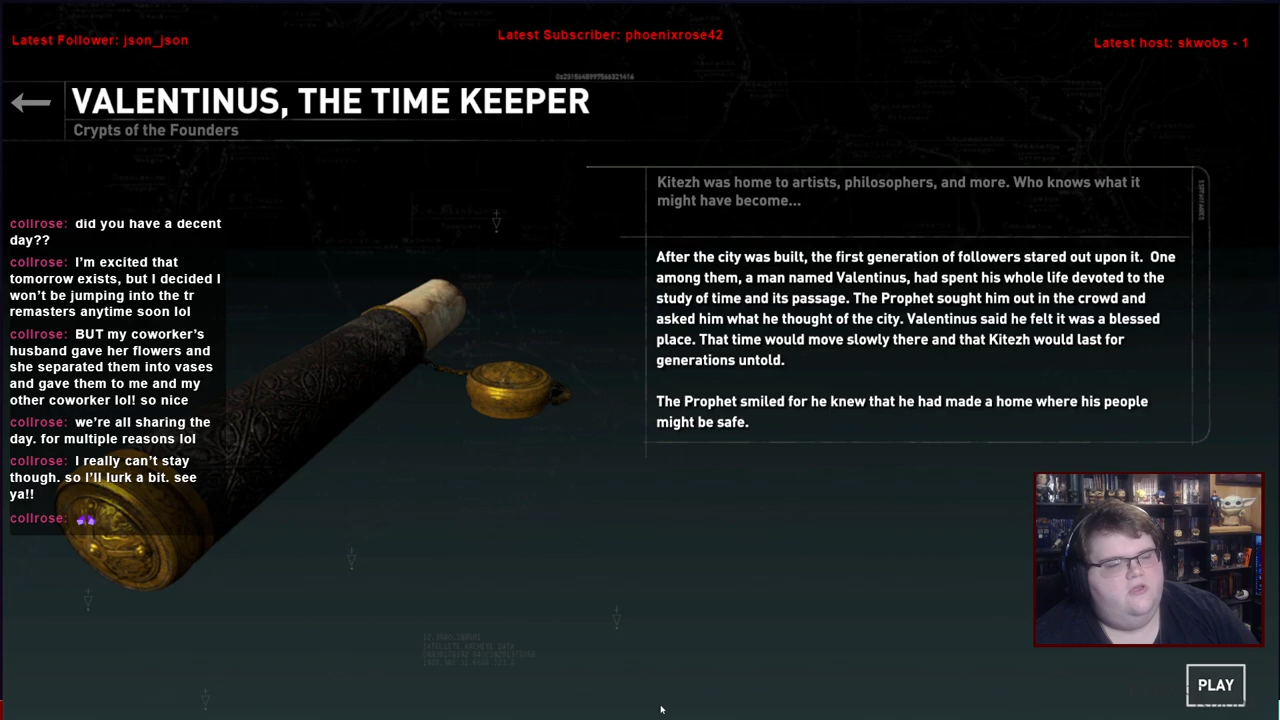 Latest Follower: json_json
Latest Subscriber: phoenixrose42
Latest host: skwobs - 1
VALENTINUS, THE TIME KEEPER
Crypts of the Founders
Kitezh was home to artists, philosophers, and more. Who knows what it
might have become...
After the city was built, the first generation of followers stared out upon it.  One
among them, a man named Valentinus, had spent his whole life devoted to the
study of time and its passage. The Prophet sought him out in the crowd and
asked him what he thought of the city. Valentinus said he felt it was a blessed
place. That time would move slowly there and that Kitezh would last for
generations untold.
The Prophet smiled for he knew that he had made a home where his people
might be safe.
collrose: did you have a decent
day??
collrose: I'm excited that
tomorrow exists, but I decided I
won't be jumping into the tr
remasters anytime soon lol
collrose: BUT my coworker's
husband gave her flowers and
she separated them into vases
and gave them to me and my
other coworker lol! so nice
collrose: we're all sharing the
day. for multiple reasons lol
collrose: I really can't stay
though. so I'll lurk a bit. see
ya!!
collrose:
PLAY